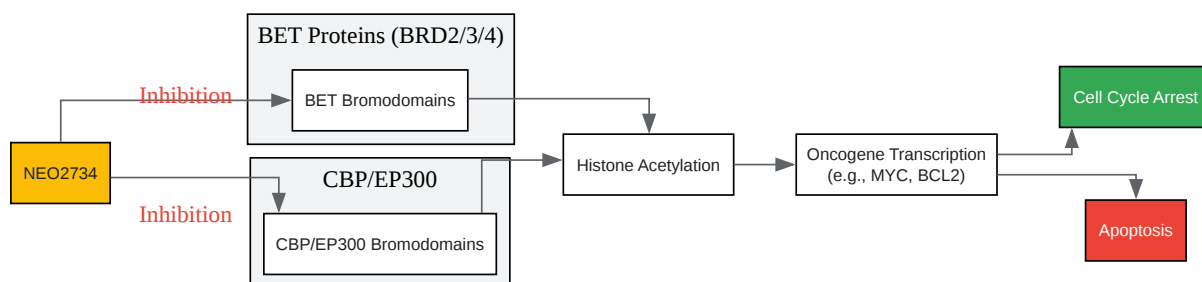 BET Proteins (BRD2/3/4)
Inhibition
BET Bromodomains
NEO2734
CBP/EP300
Inhibition
CBP/EP300 Bromodomains
Histone Acetylation
Oncogene Transcription
(e.g., MYC, BCL2)
Cell Cycle Arrest
Apoptosis